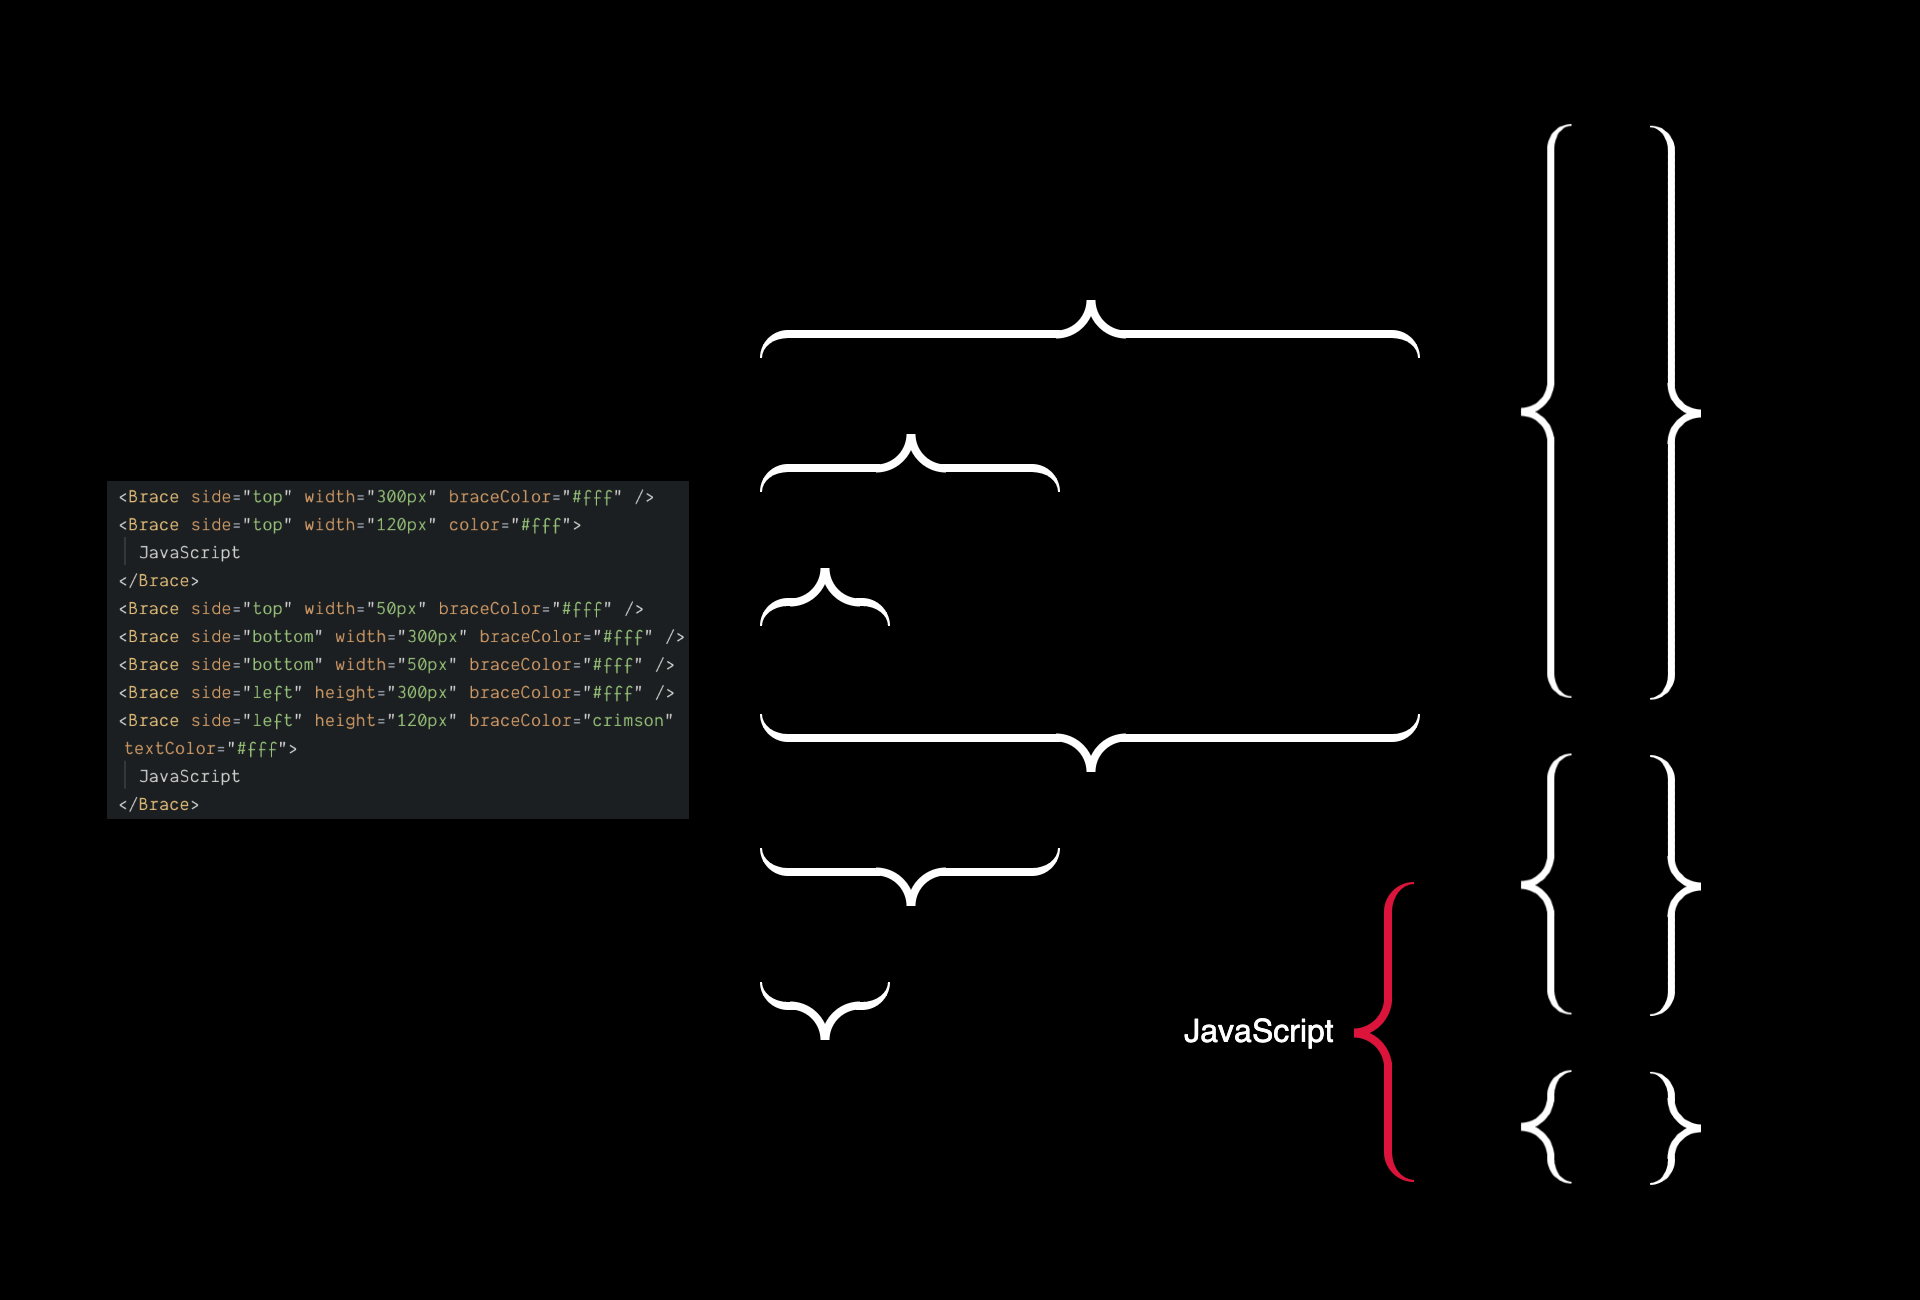 <Brace side="top" width="300px" braceColor="#fff" />
<Brace side="top" width="120px" color="#fff">
JavaScript
</Brace>
<Brace side="top" width="50px" braceColor="#fff" />
<Brace side="bottom" width="300px" braceColor="#fff" />
<Brace side="bottom" width="50px" braceColor="#fff" />
<Brace side="left" height="300px" braceColor="#fff" />
<Brace side="left" height="120px" braceColor="crimson"
textColor="#fff">
JavaScript
</Brace>
JavaScript